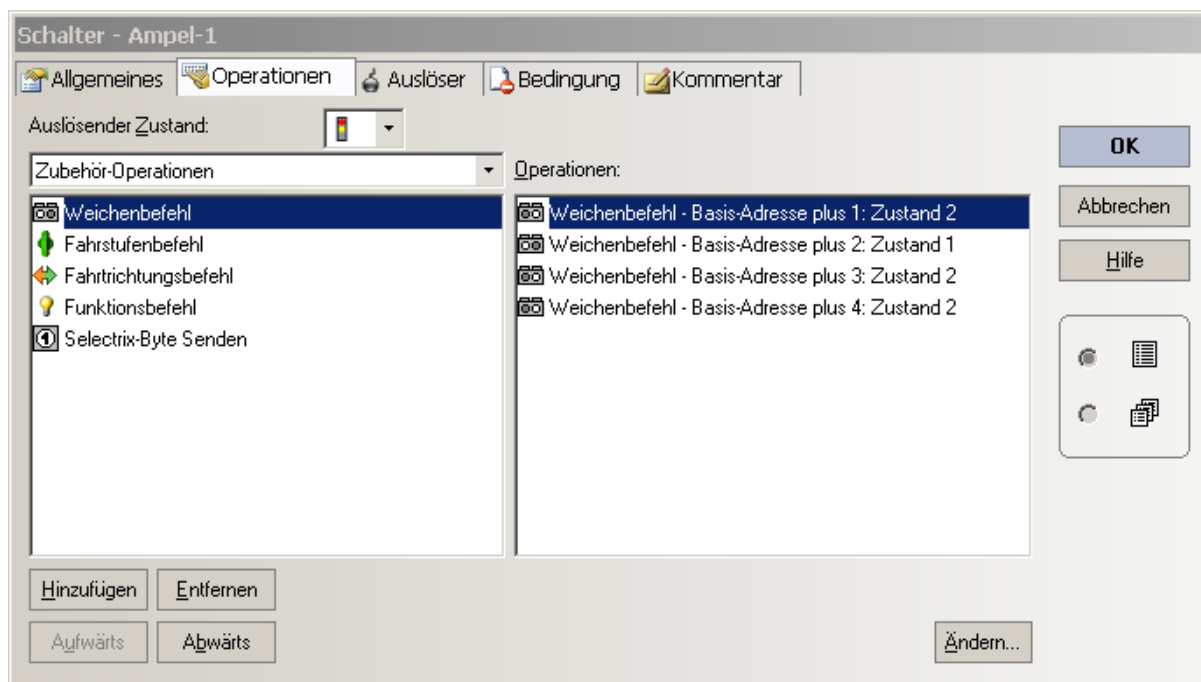 Schalter - Ampel-1
Allgemeines Operationen Auslöser Bedingung Kommentar
Auslösender Zustand:
Zubehör-Operationen
Operationen:
OK
Abbrechen
Hilfe
Weichenbefehl
Fahrstufenbefehl
Fahrtrichtungsbefehl
Funktionsbefehl
Selectrix-Byte Senden
Weichenbefehl - Basis-Adresse plus 1: Zustand 2
Weichenbefehl - Basis-Adresse plus 2: Zustand 1
Weichenbefehl - Basis-Adresse plus 3: Zustand 2
Weichenbefehl - Basis-Adresse plus 4: Zustand 2
Hinzufügen Entfernen
Aufwärts Abwärts
Ändern...